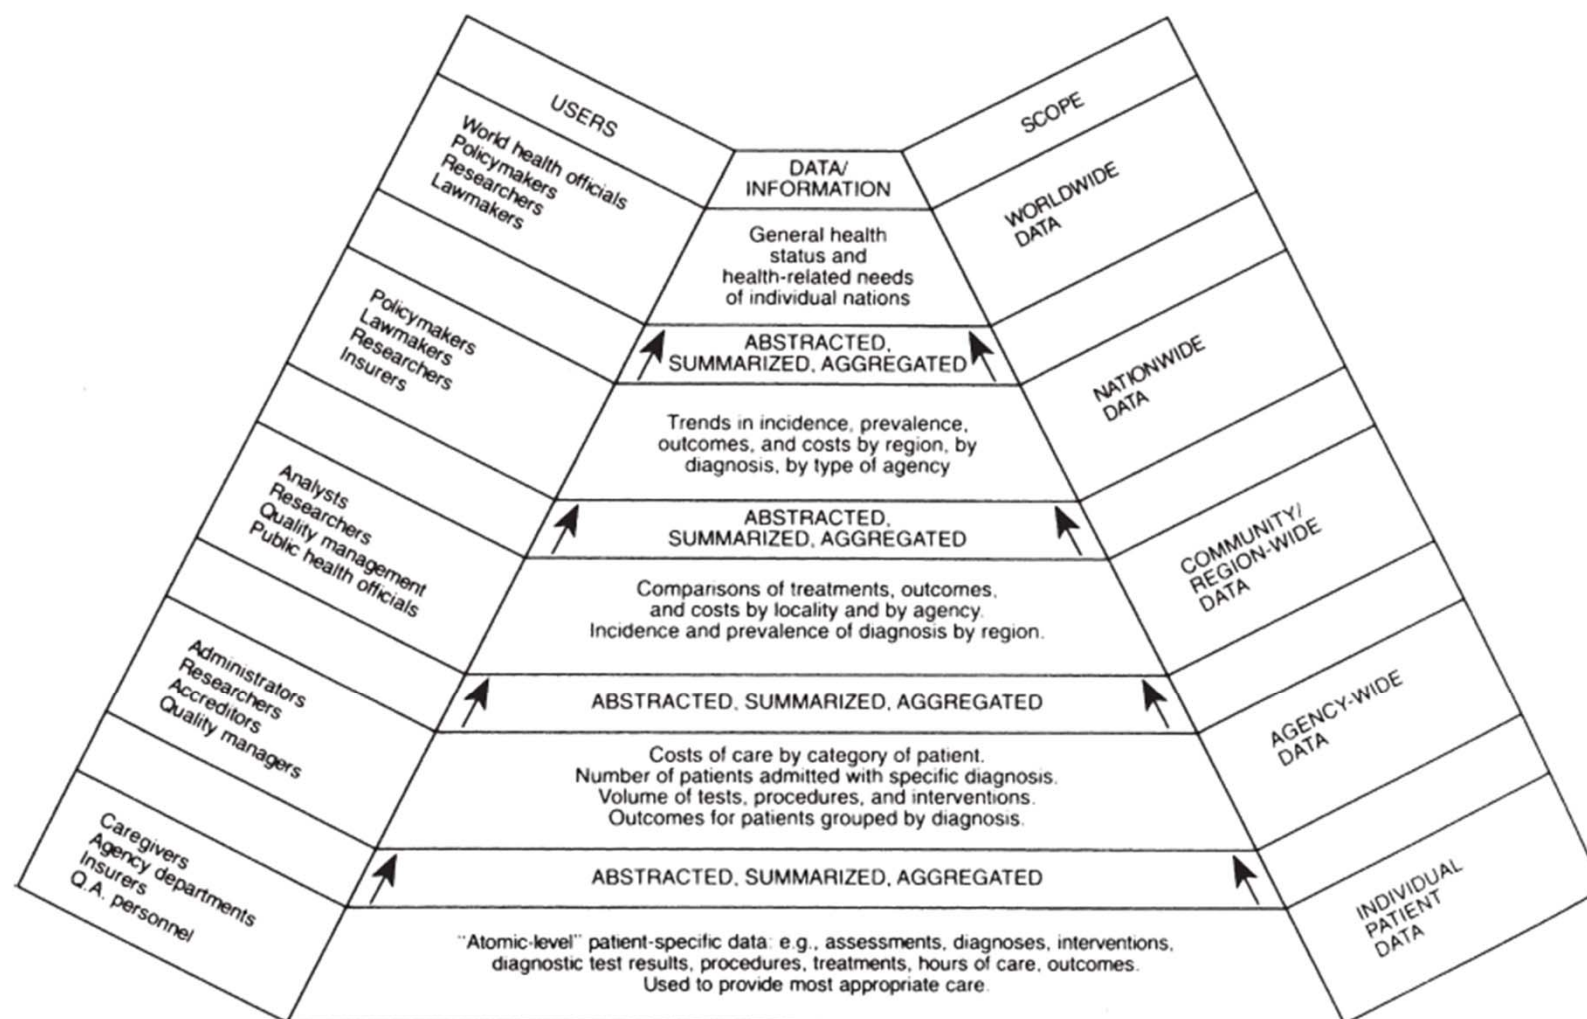 USERS
World health officials
Policymakers
Researchers
Lawmakers
Policymakers
Lawmakers
Researchers
Insurers
Analysts
Researchers
Quality management
Public health officials
Administrators
Researchers
Accreditors
Quality managers
Caregivers
Agency departments
Insurers
Q.A. personnel
DATA/
INFORMATION
General health
status and
health-related needs
of individual nations
ABSTRACTED,
SUMMARIZED, AGGREGATED
Trends in incidence, prevalence,
outcomes, and costs by region, by
diagnosis, by type of agency
ABSTRACTED,
SUMMARIZED, AGGREGATED
Comparisons of treatments, outcomes,
and costs by locality and by agency.
Incidence and prevalence of diagnosis by region.
ABSTRACTED, SUMMARIZED, AGGREGATED
Costs of care by category of patient.
Number of patients admitted with specific diagnosis.
Volume of tests, procedures, and interventions.
Outcomes for patients grouped by diagnosis.
ABSTRACTED, SUMMARIZED, AGGREGATED
"Atomic-level" patient-specific data: e.g., assessments, diagnoses, interventions,
diagnostic test results, procedures, treatments, hours of care, outcomes.
Used to provide most appropriate care.
SCOPE
WORLDWIDE
DATA
NATIONWIDE
DATA
COMMUNITY/
REGION-WIDE
DATA
AGENCY-WIDE
DATA
INDIVIDUAL
PATIENT
DATA